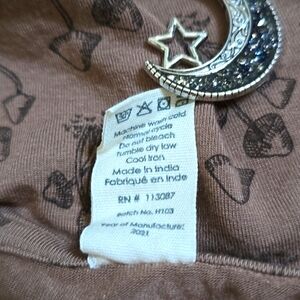 Machine wash cold
Normal cycle
Do not bleach
Tumble dry low
Cool Iron
Made in India
Fabriqué en Inde
RN # 113087
Batch No. H103
Year of Manufacture:
2021